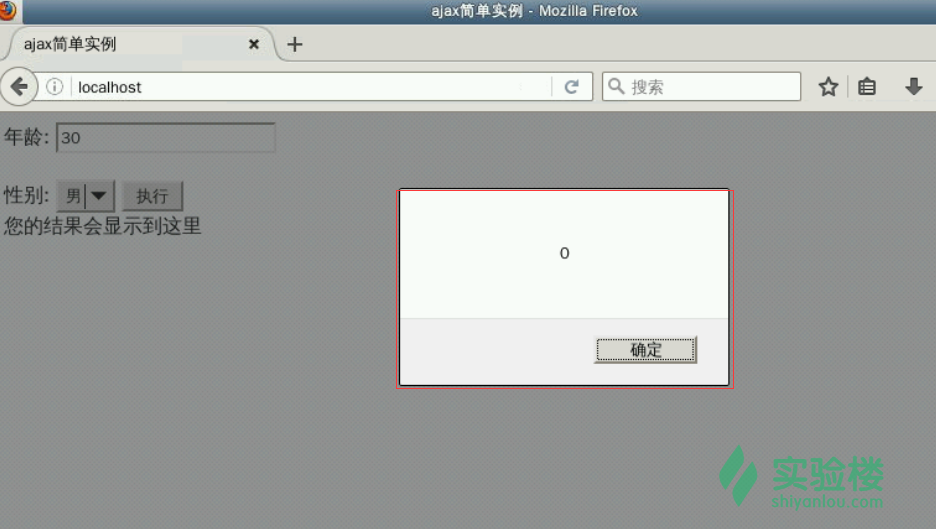 ajax简单实例 - Mozilla Firefox
ajax简单实例
localhost
搜索
年龄: 30
性别: 男 执行
您的结果会显示到这里
0
确定
实验楼
shiyanlou.com